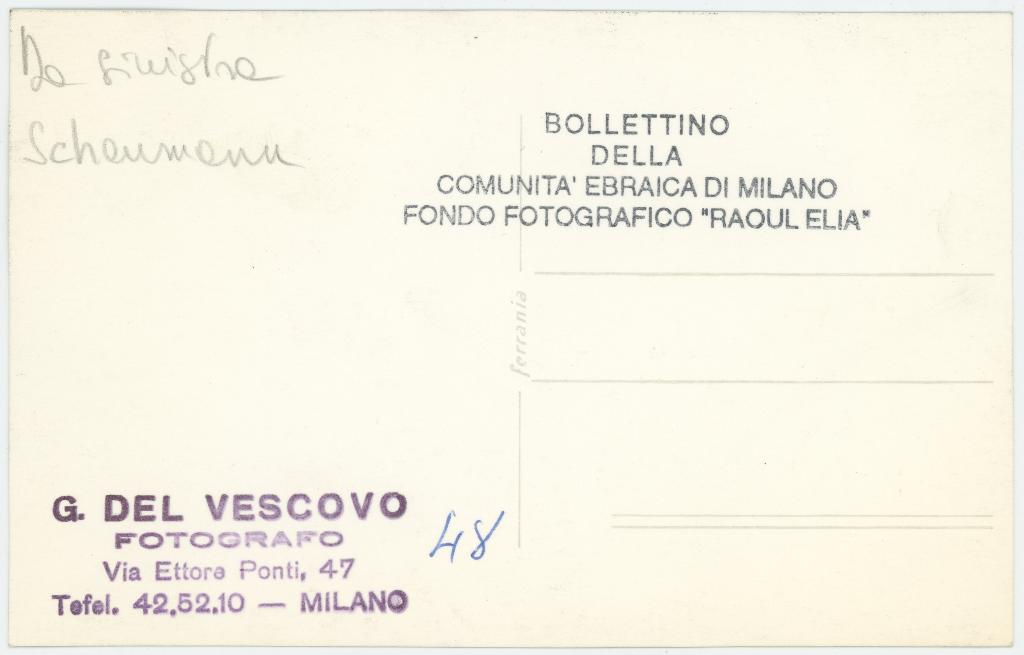 Da sinistra
Schaumann
BOLLETTINO
DELLA
COMUNITA' EBRAICA DI MILANO
FONDO FOTOGRAFICO "RAOUL ELIA"
ferrania
G. DEL VESCOVO
FOTOGRAFO
Via Ettore Ponti, 47
Telef. 42.52.10 — MILANO
48